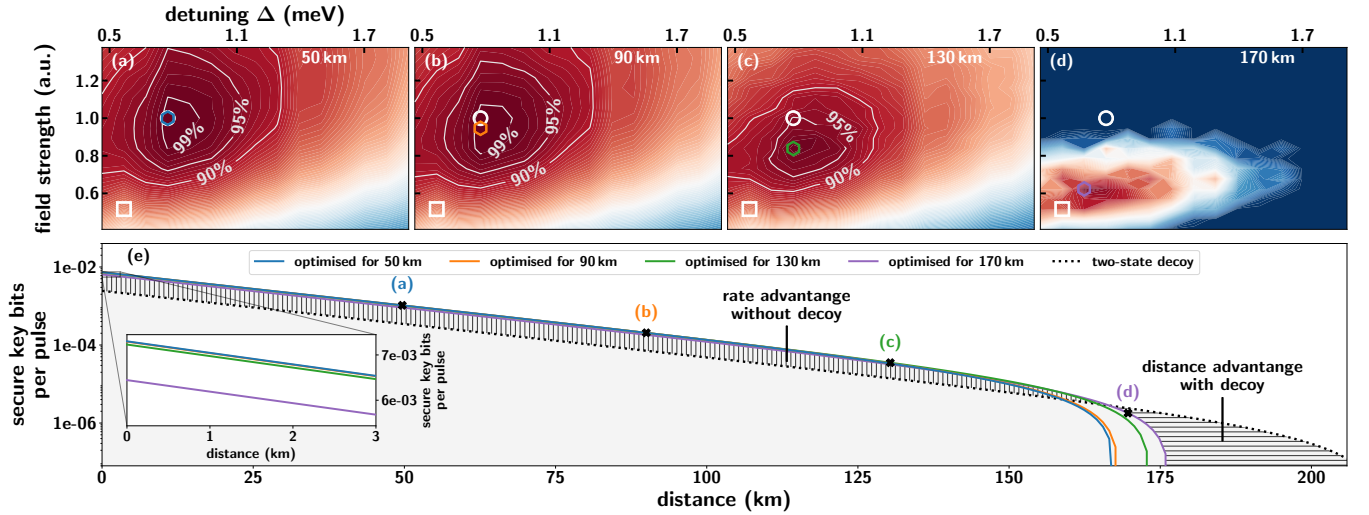 detuning Δ (meV)
0.5 1.1 1.7 0.5 1.1 1.7 0.5 1.1 1.7 0.5 1.1 1.7
field strength (a.u.)
1.2
1.0
0.8
0.6
(a) 50 km
99%
95%
90%
(b) 90 km
99%
95%
90%
(c) 130 km
95%
90%
(d) 170 km
(e)
optimised for 50 km optimised for 90 km optimised for 130 km optimised for 170 km two-state decoy
secure key bits
per pulse
1e-02
1e-04
1e-06
(a)
(b)
(c)
(d)
rate advantange
without decoy
distance advantage
with decoy
7e-03
6e-03
secure key bits
per pulse
0 1 2 3
distance (km)
0 25 50 75 100 125 150 175 200
distance (km)